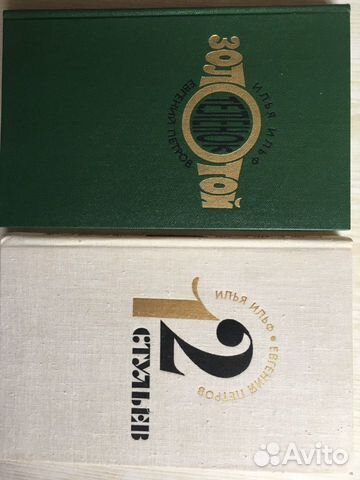 ИЛЬЯ ИЛЬФ
ЗОЛОТОЙ
ТЕЛЕНОК
ЕВГЕНИЙ ПЕТРОВ
ИЛЬЯ ИЛЬФ • ЕВГЕНИЙ ПЕТРОВ
12
СТУЛЬЕВ
Avito